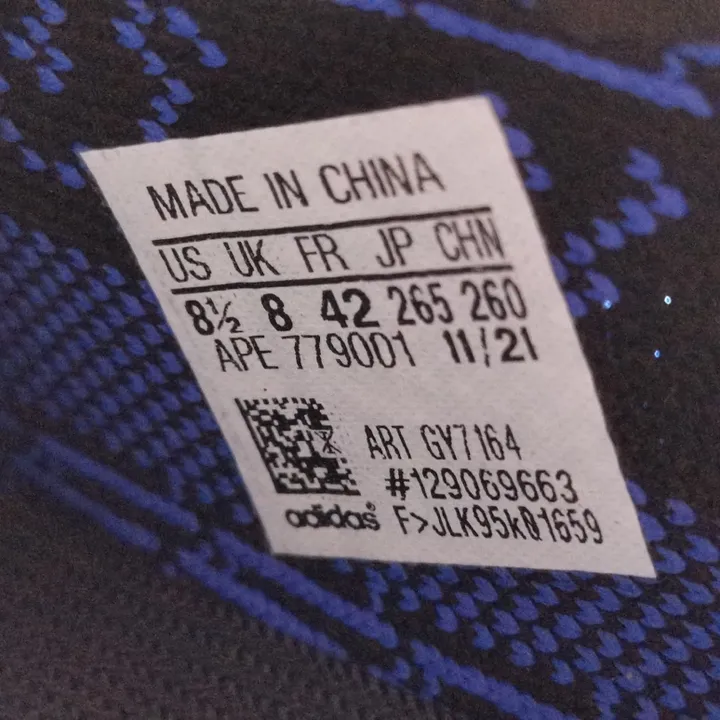 MADE IN CHINA
US UK FR JP CHN
8½ 8 42 265 260
APE 779001 11/21
ART GY7164
#129069663
adidas® F>JLK95k01659